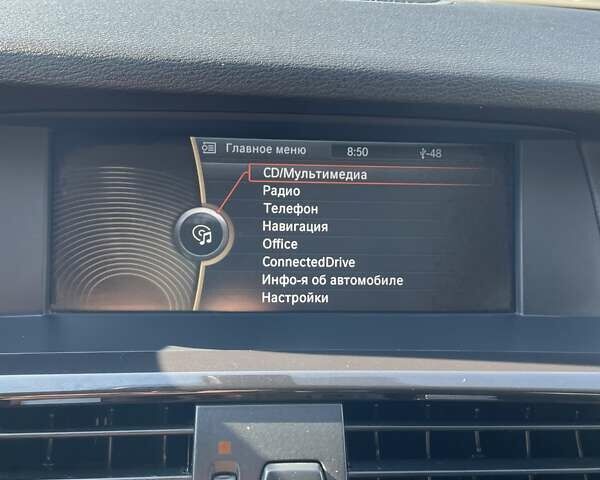 Главное меню 8:50 -48
CD/Мультимедиа
Радио
Телефон
Навигация
Office
ConnectedDrive
Инфо-я об автомобиле
Настройки